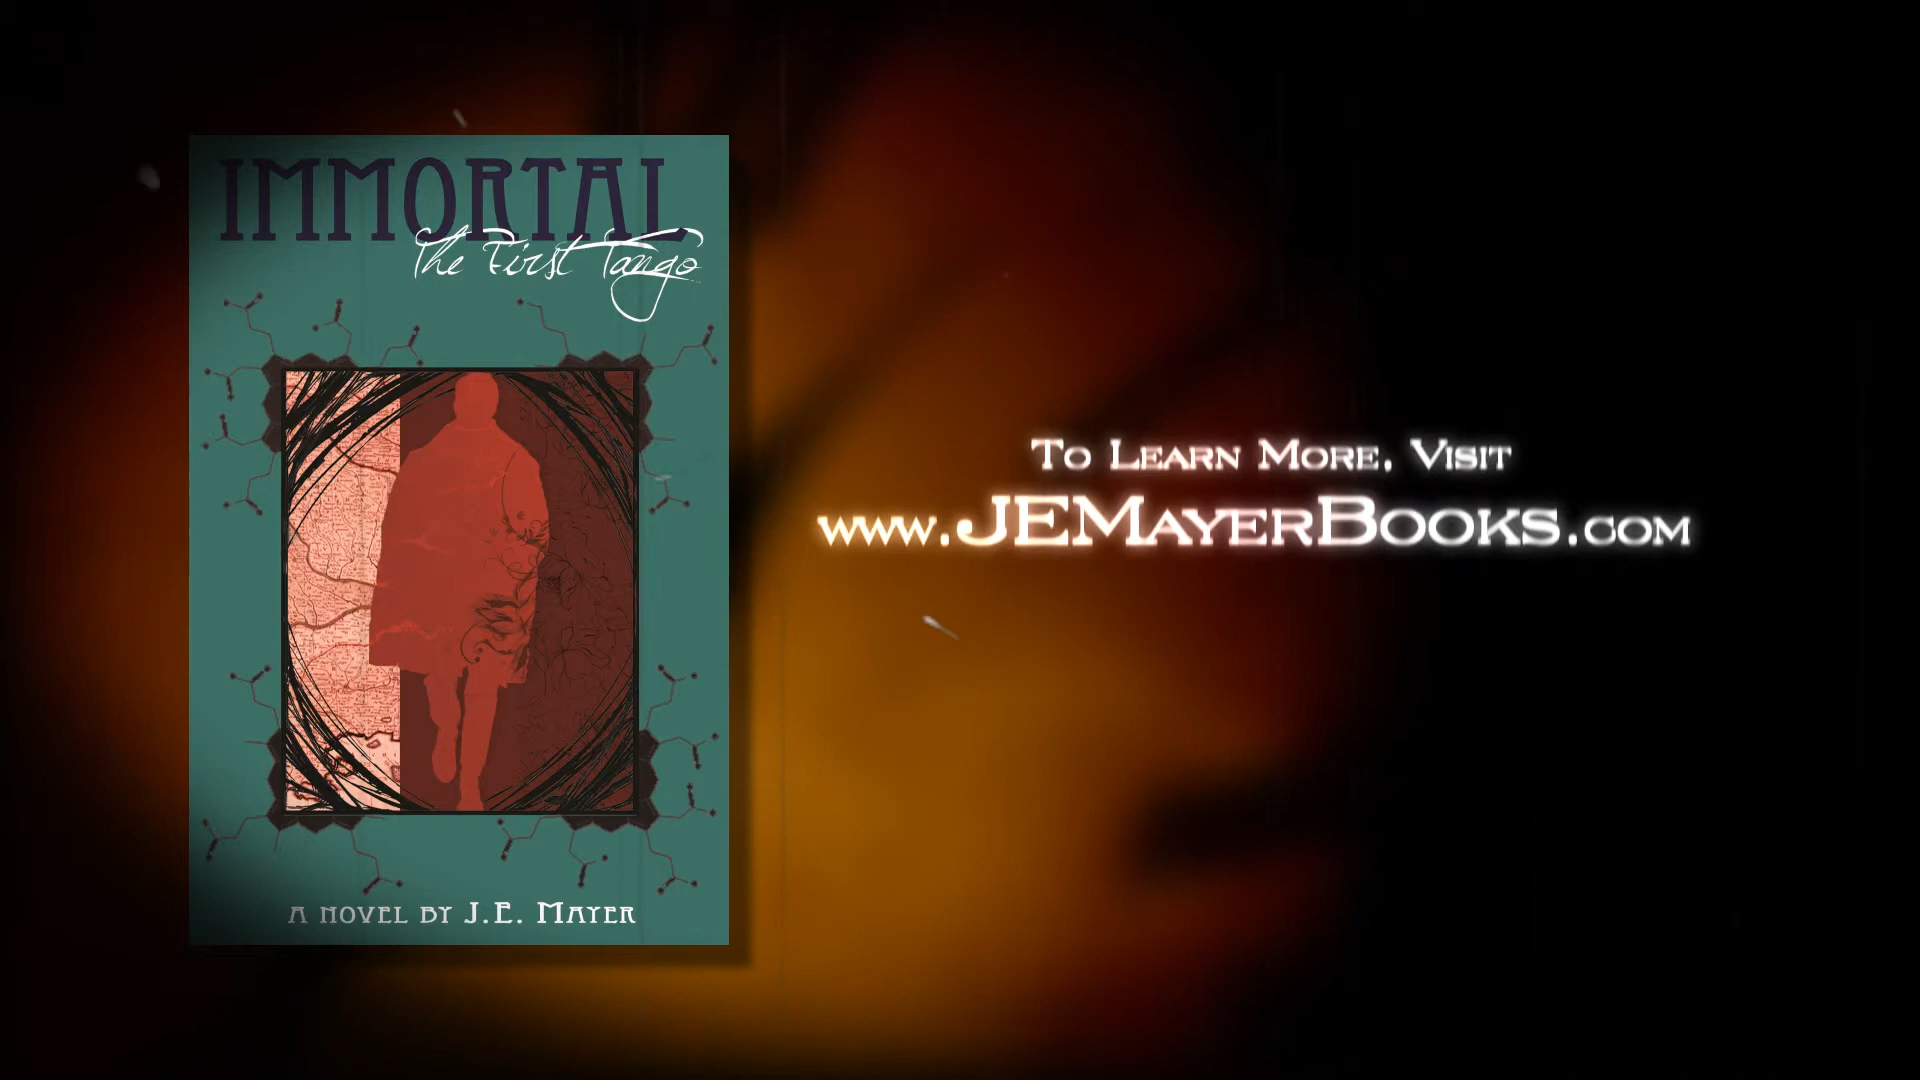 IMMORTAL
The First Tango
A NOVEL BY J.E. MAYER
TO LEARN MORE, VISIT
WWW.JEMAYERBOOKS.COM